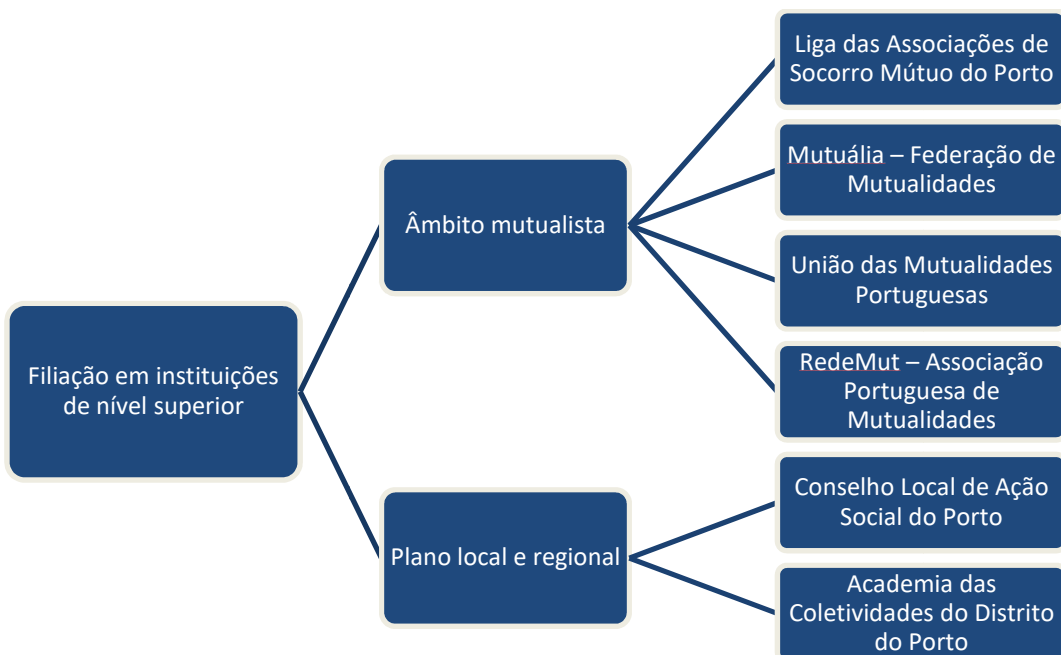 Filiação em instituições
de nível superior
Âmbito mutualista
Liga das Associações de
Socorro Mútuo do Porto
Mutuália – Federação de
Mutualidades
União das Mutualidades
Portuguesas
RedeMut – Associação
Portuguesa de
Mutualidades
Plano local e regional
Conselho Local de Ação
Social do Porto
Academia das
Coletividades do Distrito
do Porto